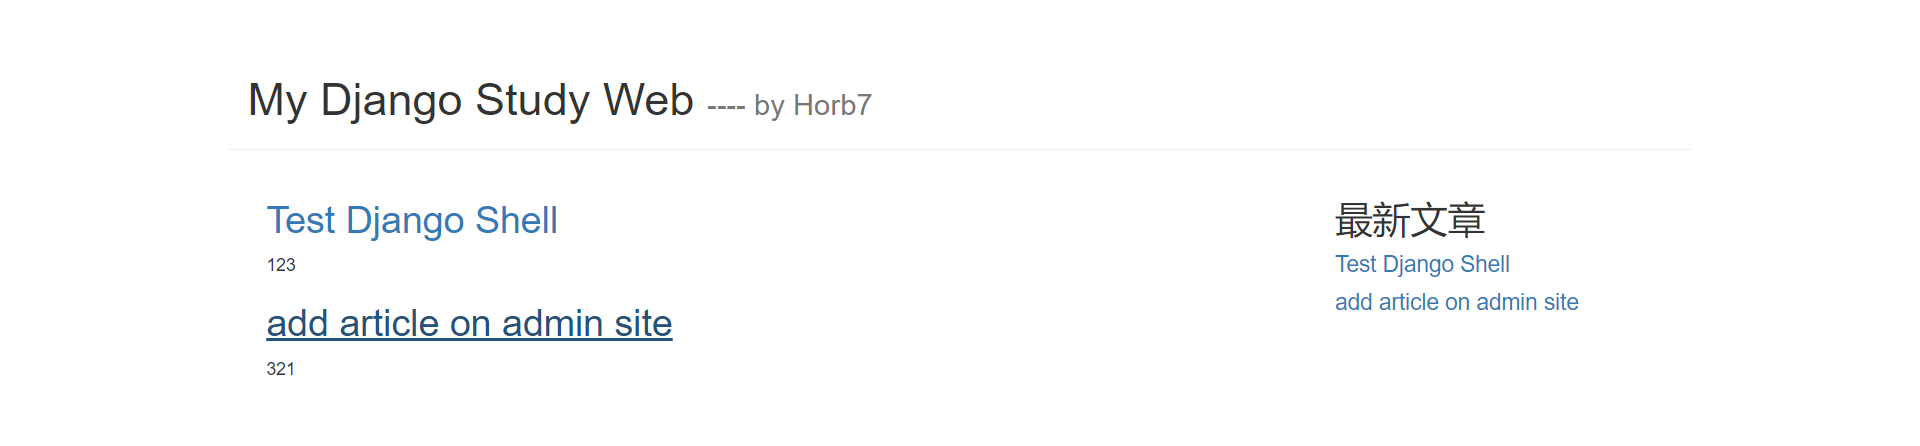 My Django Study Web ---- by Horb7
Test Django Shell
123
add article on admin site
321
最新文章
Test Django Shell
add article on admin site